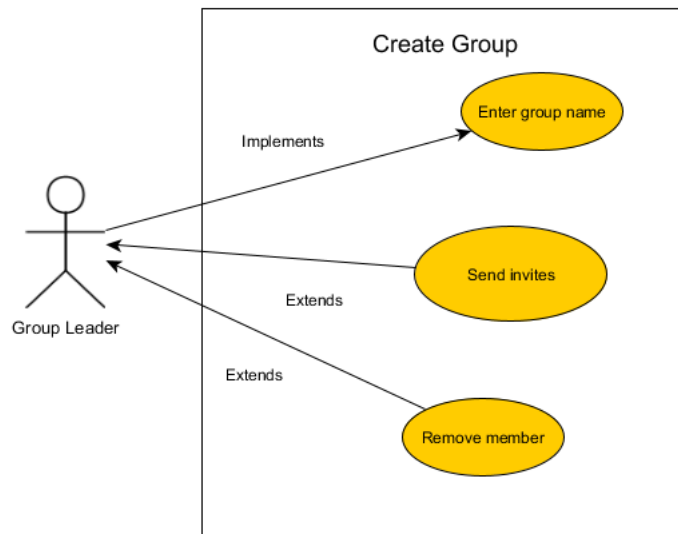 Create Group
Enter group name
Implements
Send invites
Extends
Group Leader
Extends
Remove member